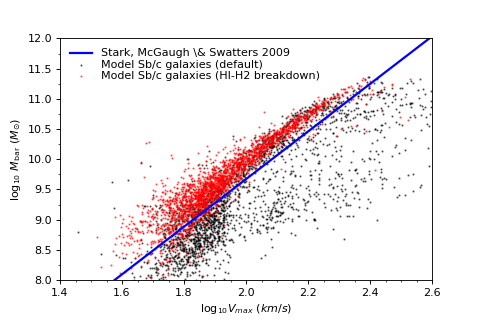 12.0
11.5
11.0
10.5
10.0
9.5
9.0
8.5
8.0
log₁₀ M_bar (M⊙)
Stark, McGaugh \& Swatters 2009
Model Sb/c galaxies (default)
Model Sb/c galaxies (HI-H2 breakdown)
1.4 1.6 1.8 2.0 2.2 2.4 2.6
log₁₀V_max (km/s)